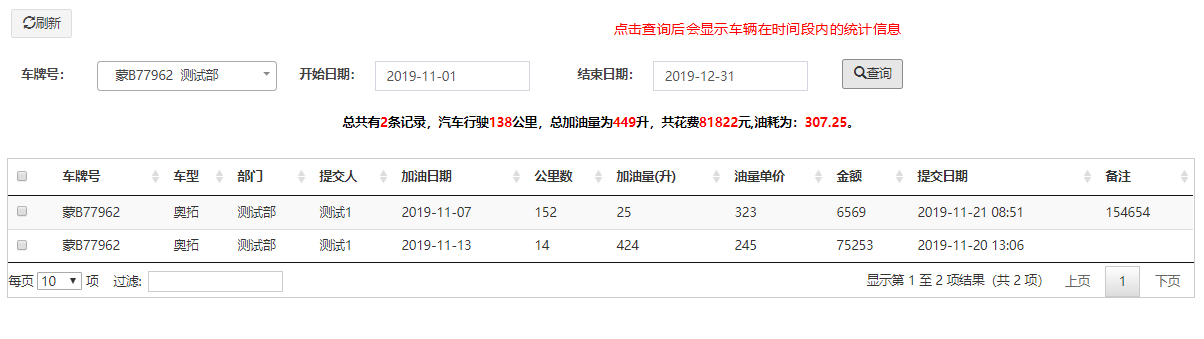 刷新
点击查询后会显示车辆在时间段内的统计信息
车牌号: 蒙B77962 测试部 开始日期: 2019-11-01 结束日期: 2019-12-31 查询
总共有2条记录，汽车行驶138公里，总加油量为449升，共花费81822元,油耗为：307.25。
车牌号 车型 部门 提交人 加油日期 公里数 加油量(升) 油量单价 金额 提交日期 备注
蒙B77962 奥拓 测试部 测试1 2019-11-07 152 25 323 6569 2019-11-21 08:51 154654
蒙B77962 奥拓 测试部 测试1 2019-11-13 14 424 245 75253 2019-11-20 13:06
每页 10 项 过滤: 显示第 1 至 2 项结果（共 2 项） 上页 1 下页